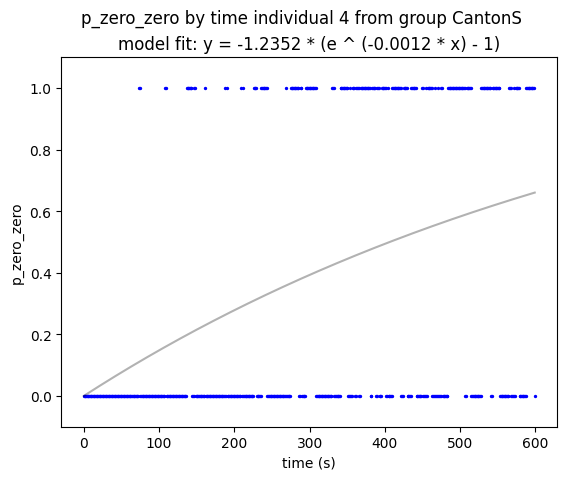 p_zero_zero by time individual 4 from group CantonS
model fit: y = -1.2352 * (e ^ (-0.0012 * x) - 1)
1.0
0.8
0.6
0.4
0.2
0.0
p_zero_zero
0 100 200 300 400 500 600
time (s)